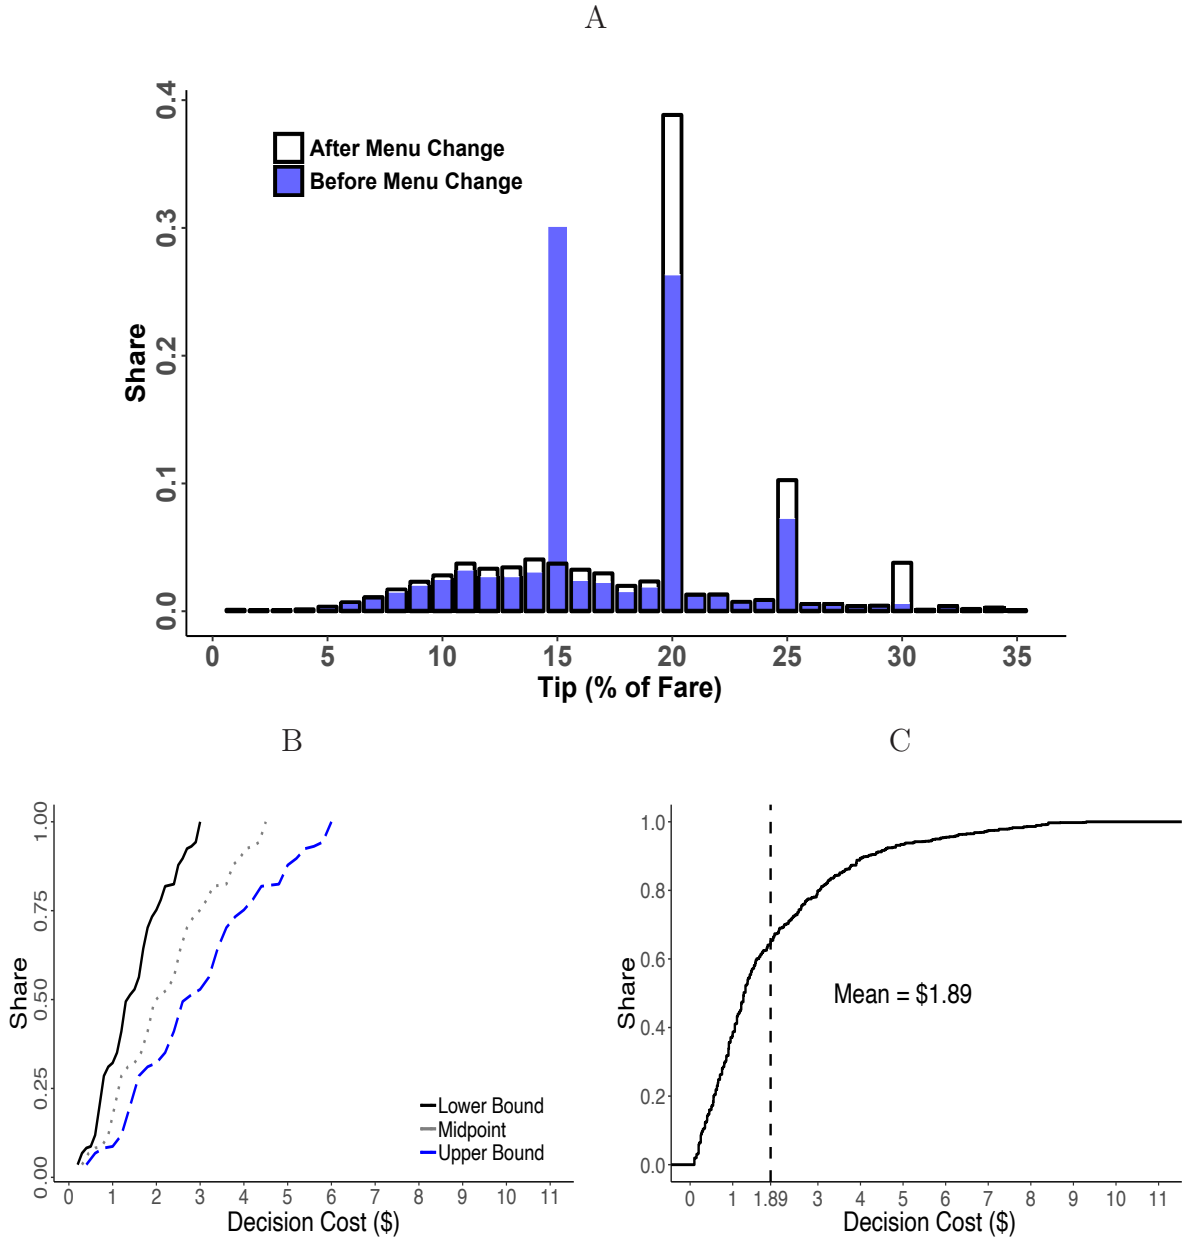 A
0.4
0.3
0.2
0.1
0.0
Share
After Menu Change
Before Menu Change
0 5 10 15 20 25 30 35
Tip (% of Fare)
B
1.00
0.75
0.50
0.25
0.00
Share
Lower Bound
Midpoint
Upper Bound
0 1 2 3 4 5 6 7 8 9 10 11
Decision Cost ($)
C
1.0
0.8
0.6
0.4
0.2
0.0
Share
Mean = $1.89
0 1 1.89 3 4 5 6 7 8 9 10 11
Decision Cost ($)